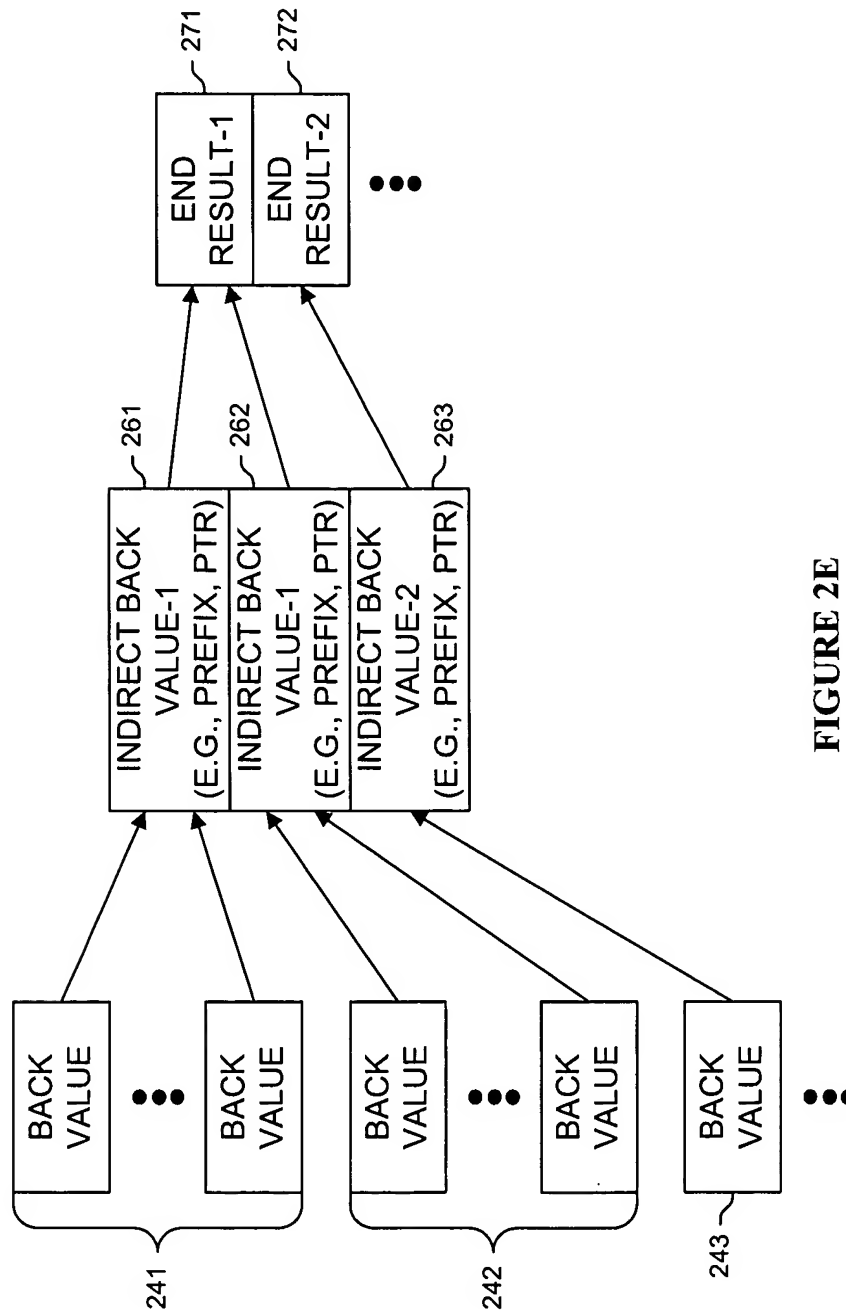 241
BACK
VALUE
BACK
VALUE
242
BACK
VALUE
BACK
VALUE
243
BACK
VALUE
261
INDIRECT BACK
VALUE-1
(E.G., PREFIX, PTR)
262
INDIRECT BACK
VALUE-1
(E.G., PREFIX, PTR)
263
INDIRECT BACK
VALUE-2
(E.G., PREFIX, PTR)
271
END
RESULT-1
272
END
RESULT-2
FIGURE 2E